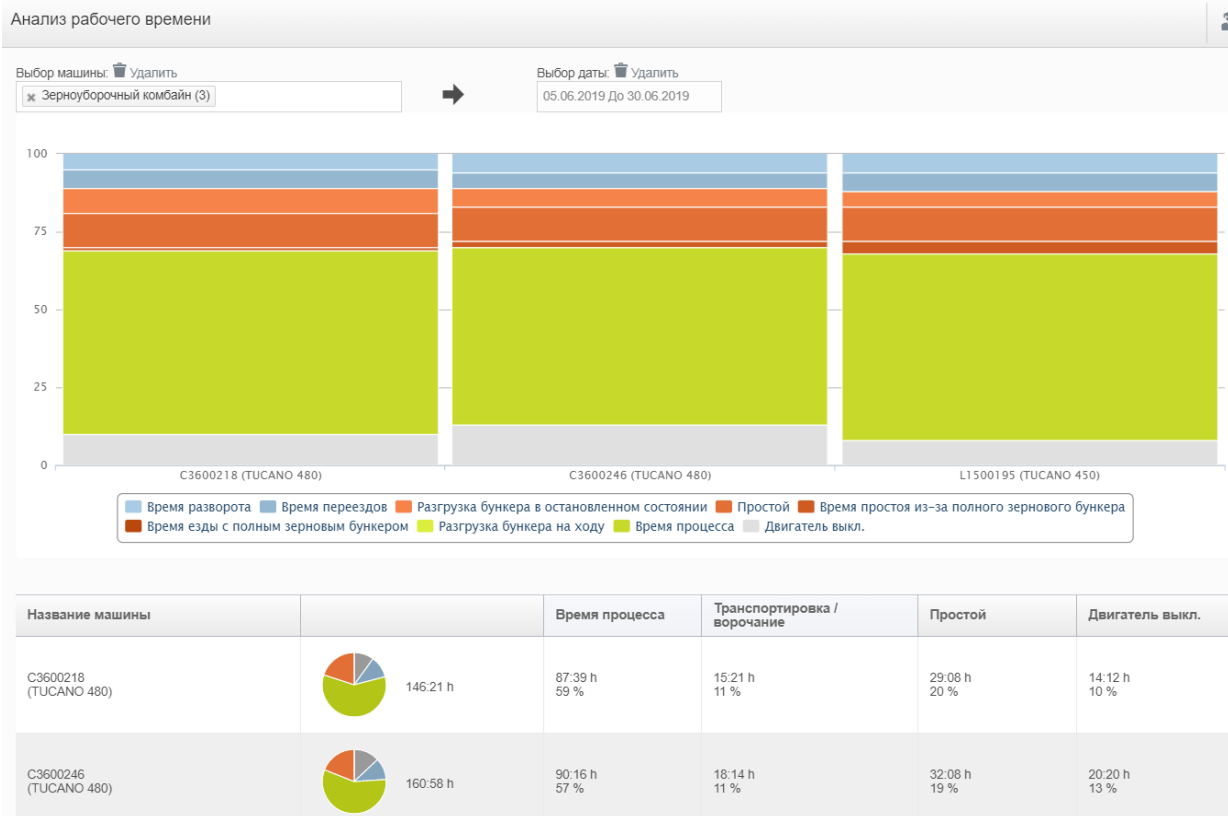 Анализ рабочего времени
Выбор машины: Удалить
Выбор даты: Удалить
Зерноуборочный комбайн (3)
05.06.2019 До 30.06.2019
100
75
50
25
0
C3600218 (TUCANO 480)
C3600246 (TUCANO 480)
L1500195 (TUCANO 450)
Время разворота Время переездов Разгрузка бункера в остановленном состоянии Простой Время простоя из-за полного зернового бункера
Время езды с полным зерновым бункером Разгрузка бункера на ходу Время процесса Двигатель выкл.
Название машины
Время процесса
Транспортировка /
ворочание
Простой
Двигатель выкл.
C3600218
(TUCANO 480)
146:21 h
87:39 h
59 %
15:21 h
11 %
29:08 h
20 %
14:12 h
10 %
C3600246
(TUCANO 480)
160:58 h
90:16 h
57 %
18:14 h
11 %
32:08 h
19 %
20:20 h
13 %